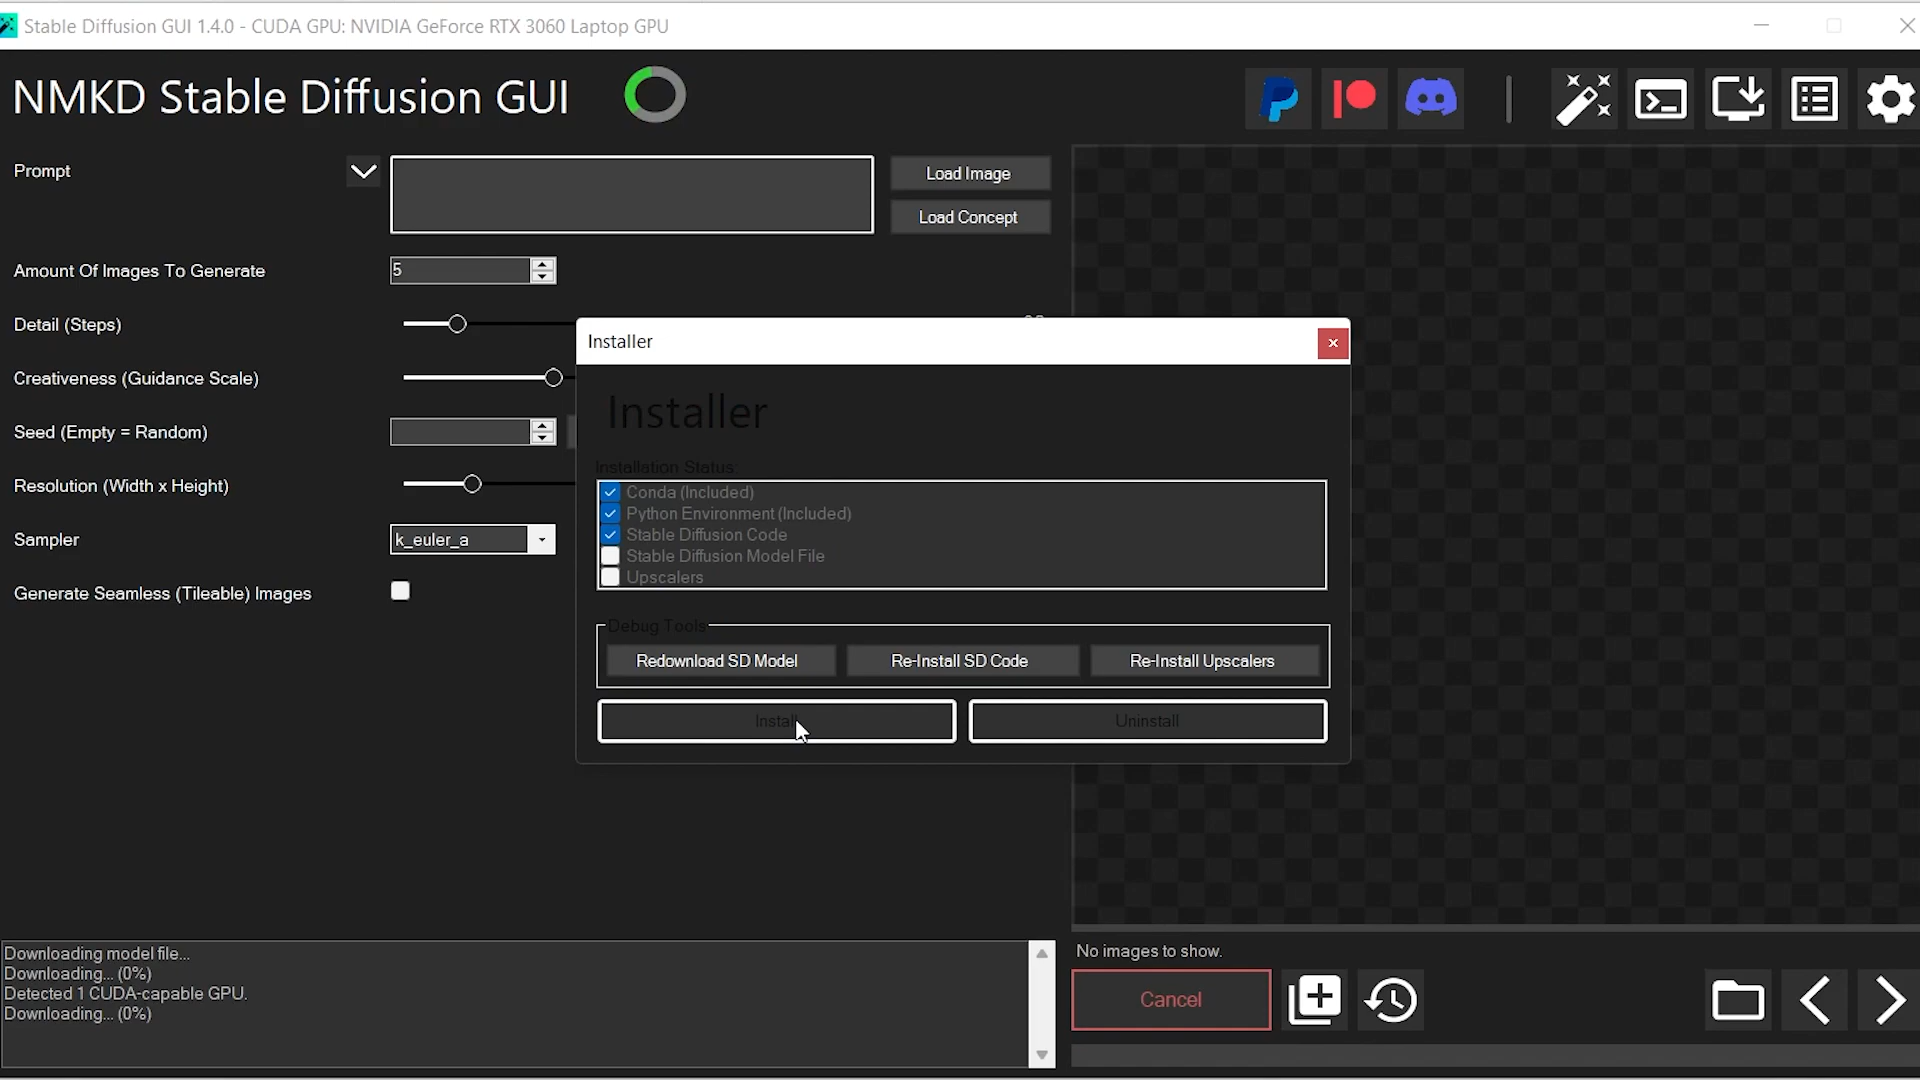 Stable Diffusion GUI 1.4.0 - CUDA GPU: NVIDIA GeForce RTX 3060 Laptop GPU
NMKD Stable Diffusion GUI
Prompt
Load Image
Load Concept
Amount Of Images To Generate
5
Detail (Steps)
Creativeness (Guidance Scale)
Seed (Empty = Random)
Resolution (Width x Height)
Sampler
k_euler_a
Generate Seamless (Tileable) Images
Installer
Installer
Installation Status:
Conda (Included)
Python Environment (Included)
Stable Diffusion Code
Stable Diffusion Model File
Upscalers
Debug Tools
Redownload SD Model
Re-Install SD Code
Re-Install Upscalers
Install
Uninstall
Downloading model file...
Downloading... (0%)
Detected 1 CUDA-capable GPU.
Downloading... (0%)
No images to show.
Cancel